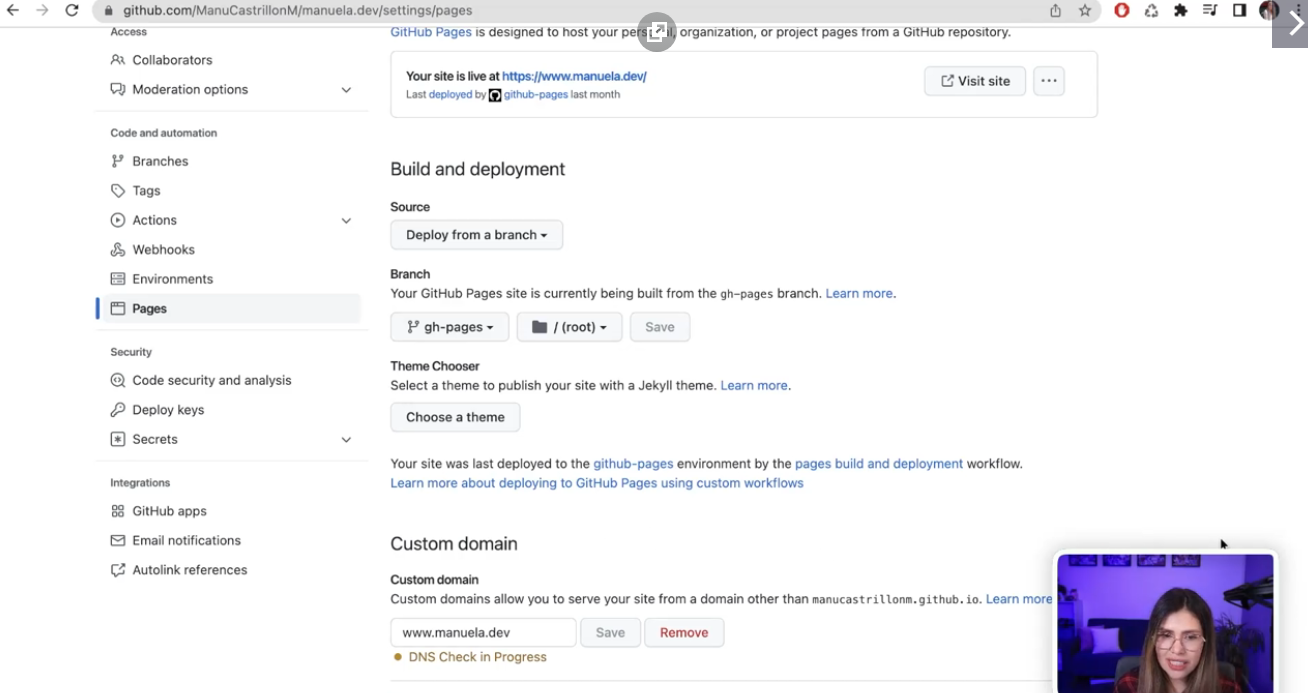 github.com/ManuCastrillonM/manuela.dev/settings/pages
Access
Collaborators
Moderation options
Code and automation
Branches
Tags
Actions
Webhooks
Environments
Pages
Security
Code security and analysis
Deploy keys
Secrets
Integrations
GitHub apps
Email notifications
Autolink references
GitHub Pages is designed to host your personal, organization, or project pages from a GitHub repository.
Your site is live at https://www.manuela.dev/
Last deployed by github-pages last month
Visit site
Build and deployment
Source
Deploy from a branch
Branch
Your GitHub Pages site is currently being built from the gh-pages branch. Learn more.
gh-pages / (root) Save
Theme Chooser
Select a theme to publish your site with a Jekyll theme. Learn more.
Choose a theme
Your site was last deployed to the github-pages environment by the pages build and deployment workflow.
Learn more about deploying to GitHub Pages using custom workflows
Custom domain
Custom domain
Custom domains allow you to serve your site from a domain other than manucastrillonm.github.io. Learn more
www.manuela.dev Save Remove
DNS Check in Progress